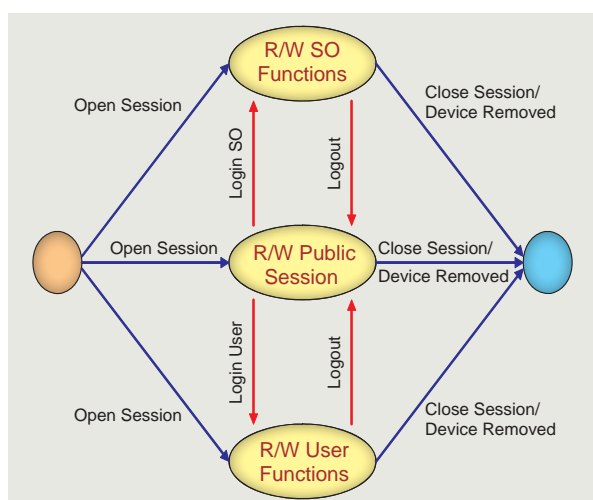 R/W SO
Functions
Open Session
Close Session/
Device Removed
Login SO
Logout
Open Session
R/W Public
Session
Close Session/
Device Removed
Login User
Logout
Open Session
Close Session/
Device Removed
R/W User
Functions